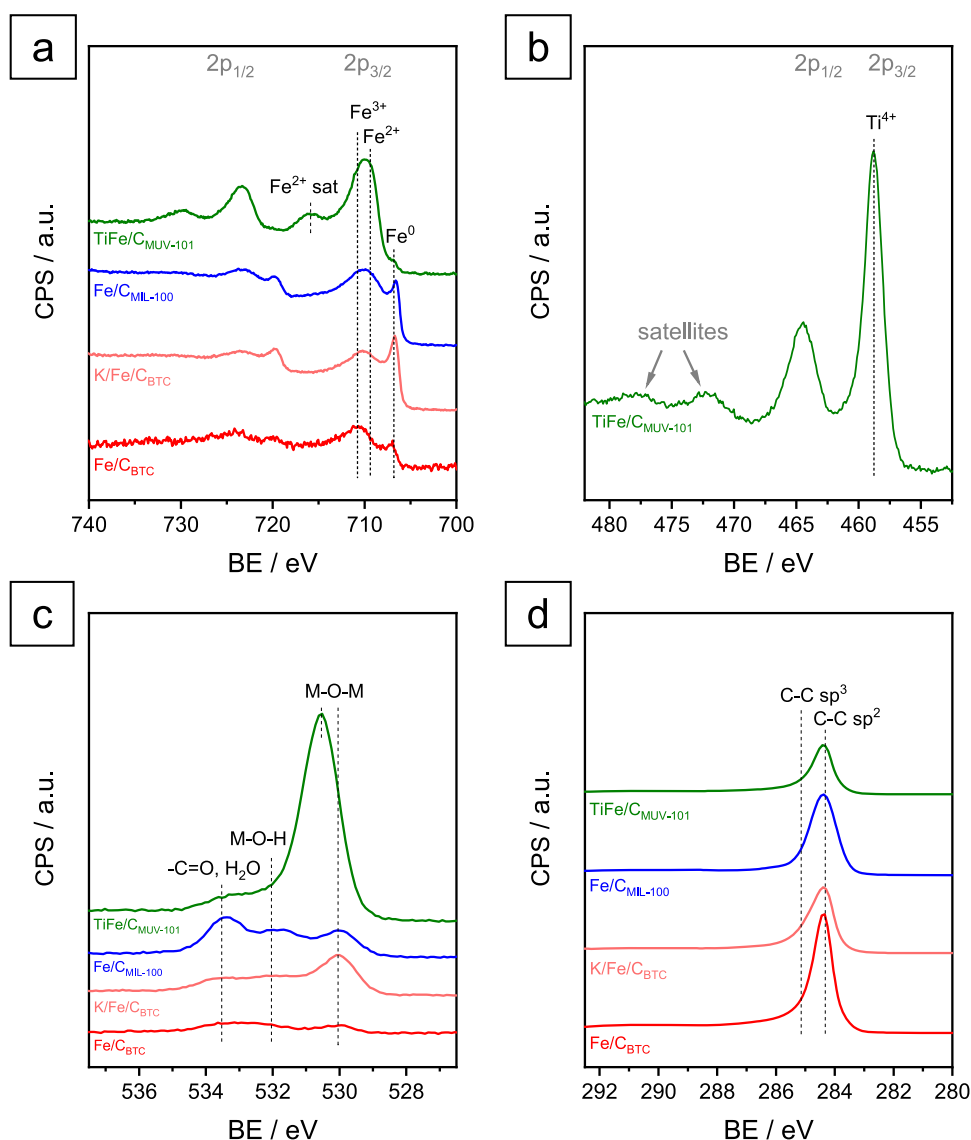 a
2p1/2
2p3/2
Fe3+
Fe2+
Fe2+ sat
Fe0
TiFe/CMUV-101
Fe/CMIL-100
K/Fe/CBTC
Fe/CBTC
CPS / a.u.
740 730 720 710 700
BE / eV
b
2p1/2
2p3/2
Ti4+
satellites
TiFe/CMUV-101
CPS / a.u.
480 475 470 465 460 455
BE / eV
c
M-O-M
M-O-H
-C=O, H2O
TiFe/CMUV-101
Fe/CMIL-100
K/Fe/CBTC
Fe/CBTC
CPS / a.u.
536 534 532 530 528
BE / eV
d
C-C sp3
C-C sp2
TiFe/CMUV-101
Fe/CMIL-100
K/Fe/CBTC
Fe/CBTC
CPS / a.u.
292 290 288 286 284 282 280
BE / eV